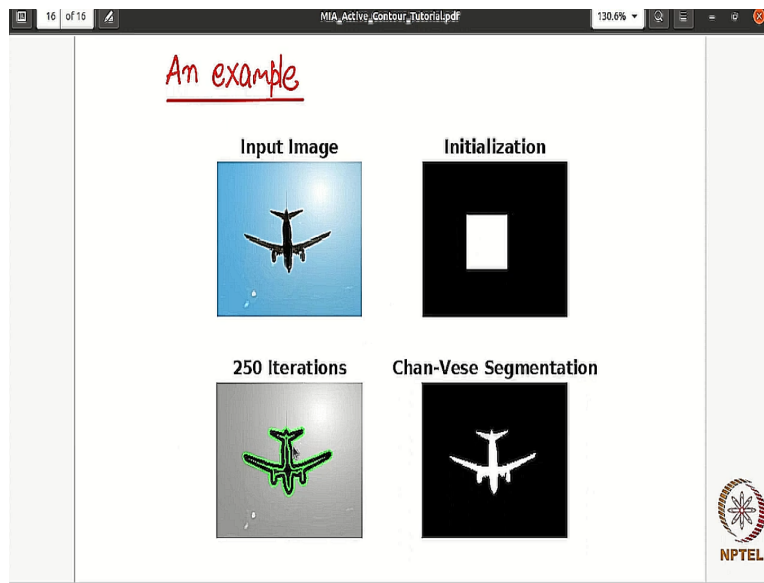 16 of 16
MIA_Active_Contour_Tutorial.pdf
130.6%
An example
Input Image
Initialization
250 Iterations
Chan-Vese Segmentation
NPTEL